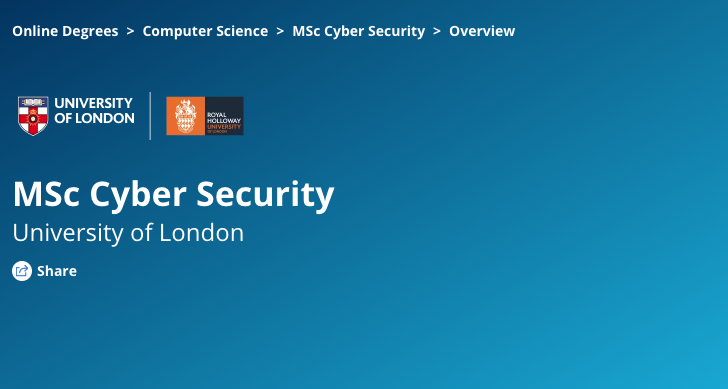 Online Degrees > Computer Science > MSc Cyber Security > Overview
UNIVERSITY
OF LONDON
ROYAL
HOLLOWAY
UNIVERSITY
OF LONDON
MSc Cyber Security
University of London
Share